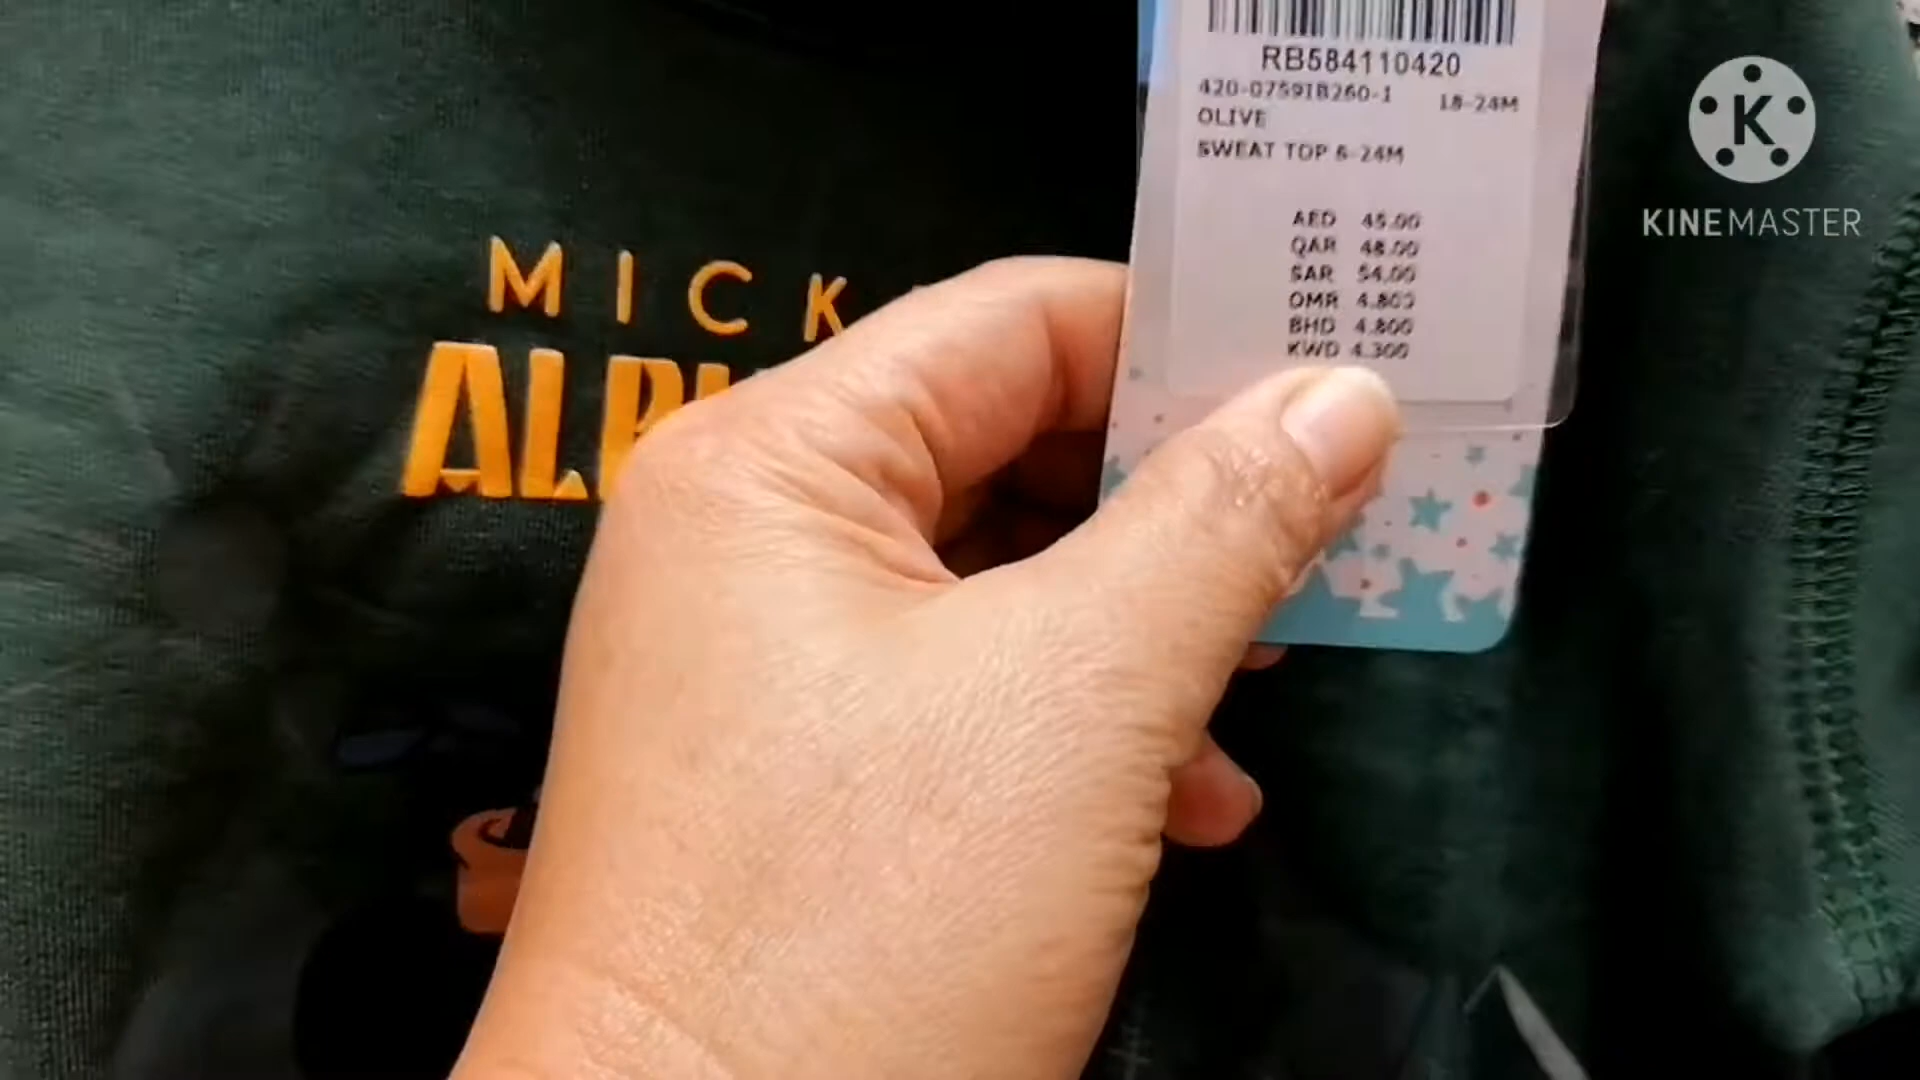 RB584110420
420-0759IB260-1 18-24M
OLIVE
SWEAT TOP 6-24M
AED 45.00
QAR 48.00
SAR 54.00
OMR 4.800
BHD 4.800
KWD 4.300
KINEMASTER
MICK